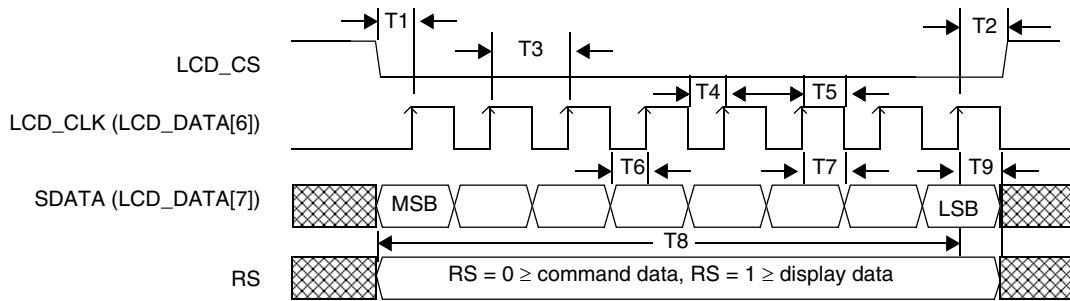 T1
T2
T3
LCD_CS
T4
T5
LCD_CLK (LCD_DATA[6])
T6
T7
T9
SDATA (LCD_DATA[7])
MSB
LSB
T8
RS
RS = 0 ≥ command data, RS = 1 ≥ display data